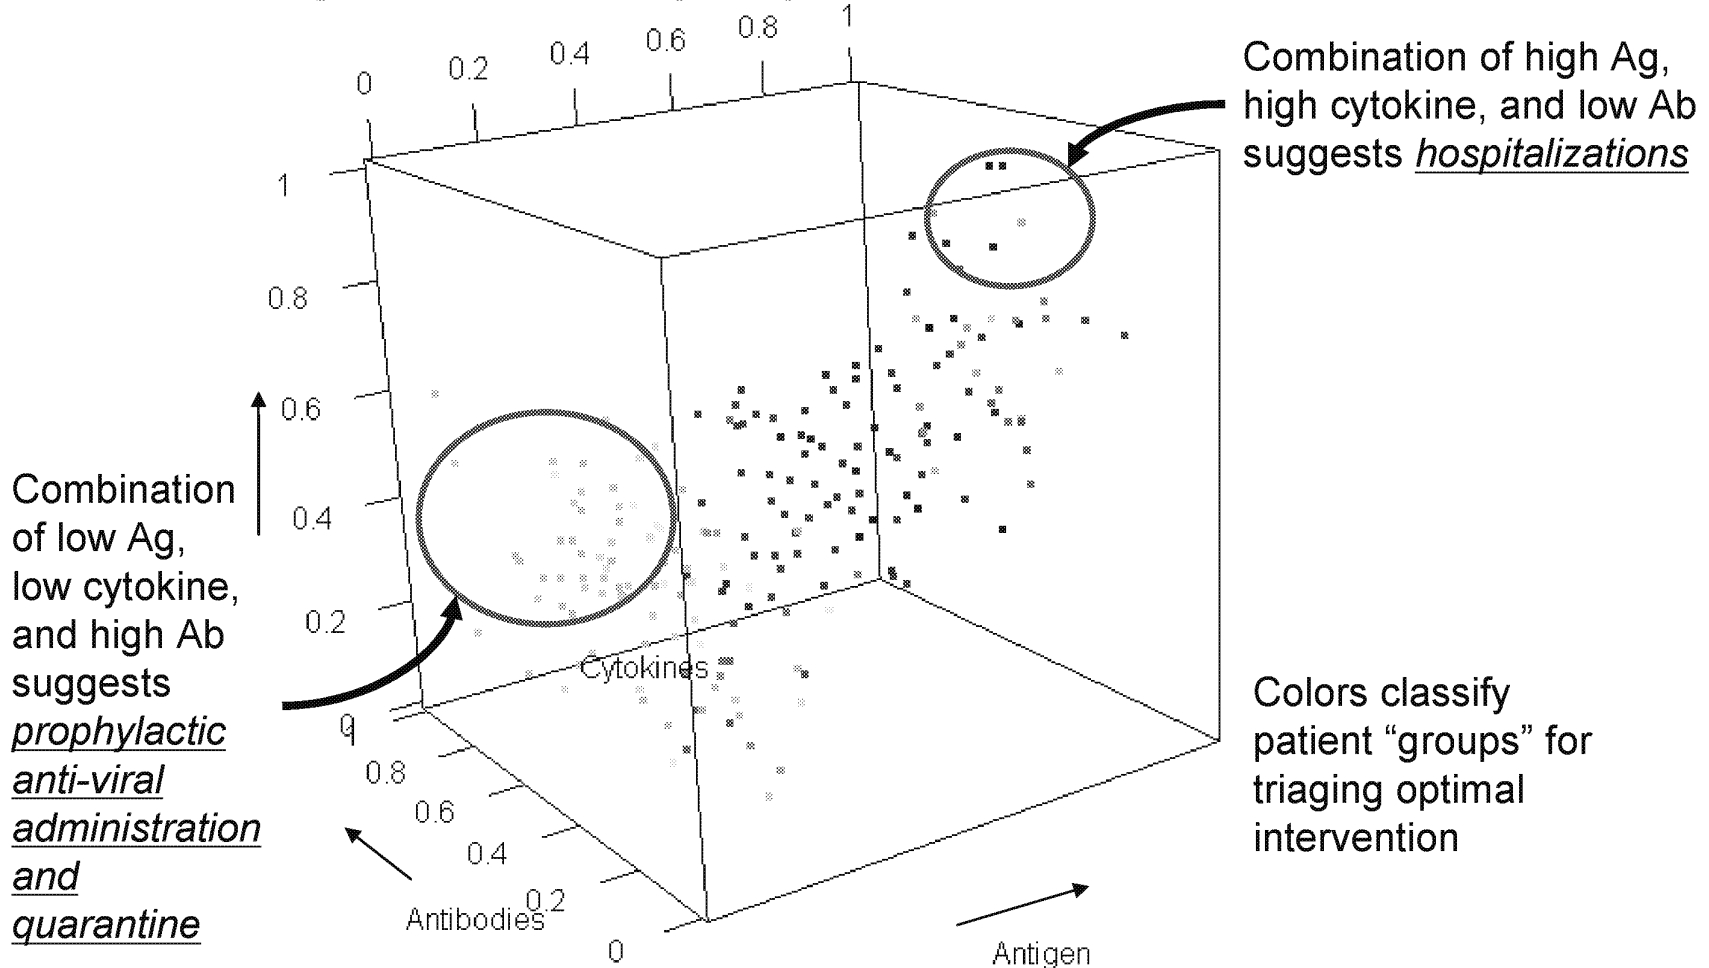 0
0.2
0.4
0.6
0.8
1
Combination of high Ag,
high cytokine, and low Ab
suggests hospitalizations
1
0.8
0.6
0.4
0.2
0
Combination
of low Ag,
low cytokine,
and high Ab
suggests
prophylactic
anti-viral
administration
and
quarantine
Cytokines
1
0.8
0.6
0.4
0.2
0
Antibodies
Antigen
Colors classify
patient “groups” for
triaging optimal
intervention